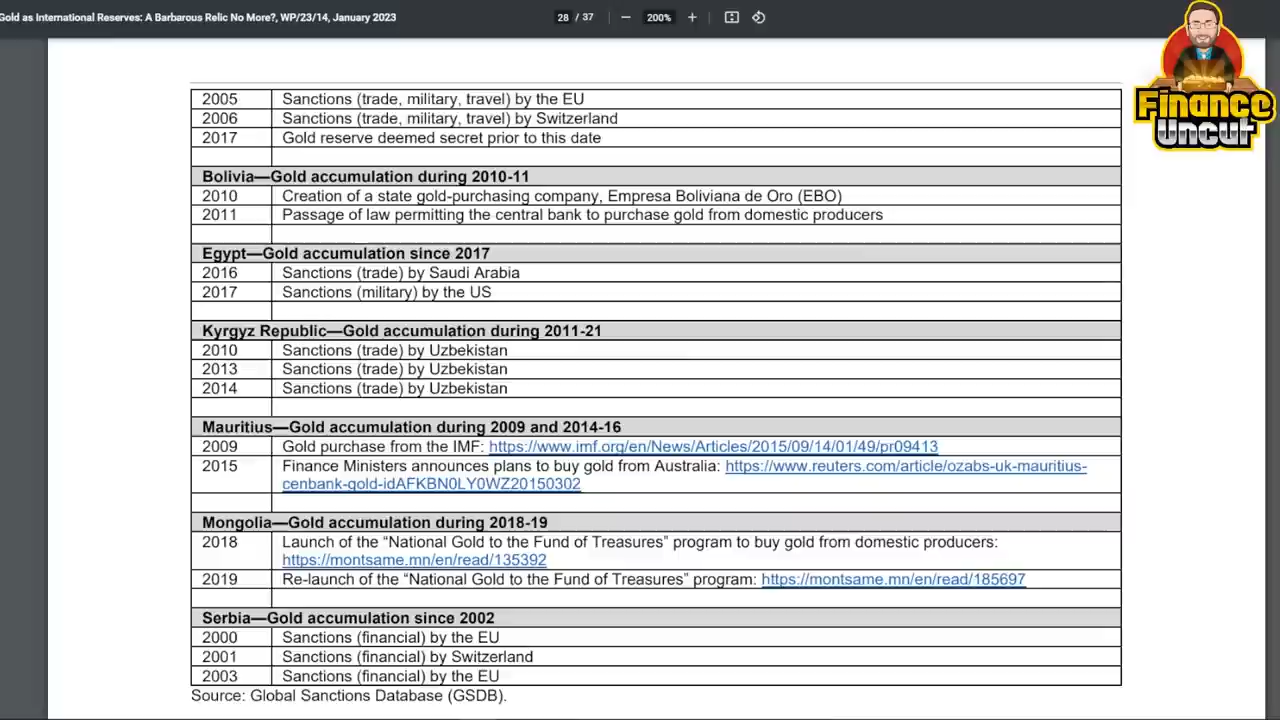 Gold as International Reserves: A Barbarous Relic No More?, WP/23/14, January 2023
28 / 37
200%
Finance
Uncut
2005 Sanctions (trade, military, travel) by the EU
2006 Sanctions (trade, military, travel) by Switzerland
2017 Gold reserve deemed secret prior to this date
Bolivia—Gold accumulation during 2010-11
2010 Creation of a state gold-purchasing company, Empresa Boliviana de Oro (EBO)
2011 Passage of law permitting the central bank to purchase gold from domestic producers
Egypt—Gold accumulation since 2017
2016 Sanctions (trade) by Saudi Arabia
2017 Sanctions (military) by the US
Kyrgyz Republic—Gold accumulation during 2011-21
2010 Sanctions (trade) by Uzbekistan
2013 Sanctions (trade) by Uzbekistan
2014 Sanctions (trade) by Uzbekistan
Mauritius—Gold accumulation during 2009 and 2014-16
2009 Gold purchase from the IMF: https://www.imf.org/en/News/Articles/2015/09/14/01/49/pr09413
2015 Finance Ministers announces plans to buy gold from Australia: https://www.reuters.com/article/ozabs-uk-mauritius-
cenbank-gold-idAFKBN0LY0WZ20150302
Mongolia—Gold accumulation during 2018-19
2018 Launch of the “National Gold to the Fund of Treasures” program to buy gold from domestic producers:
https://montsame.mn/en/read/135392
2019 Re-launch of the “National Gold to the Fund of Treasures” program: https://montsame.mn/en/read/185697
Serbia—Gold accumulation since 2002
2000 Sanctions (financial) by the EU
2001 Sanctions (financial) by Switzerland
2003 Sanctions (financial) by the EU
Source: Global Sanctions Database (GSDB).